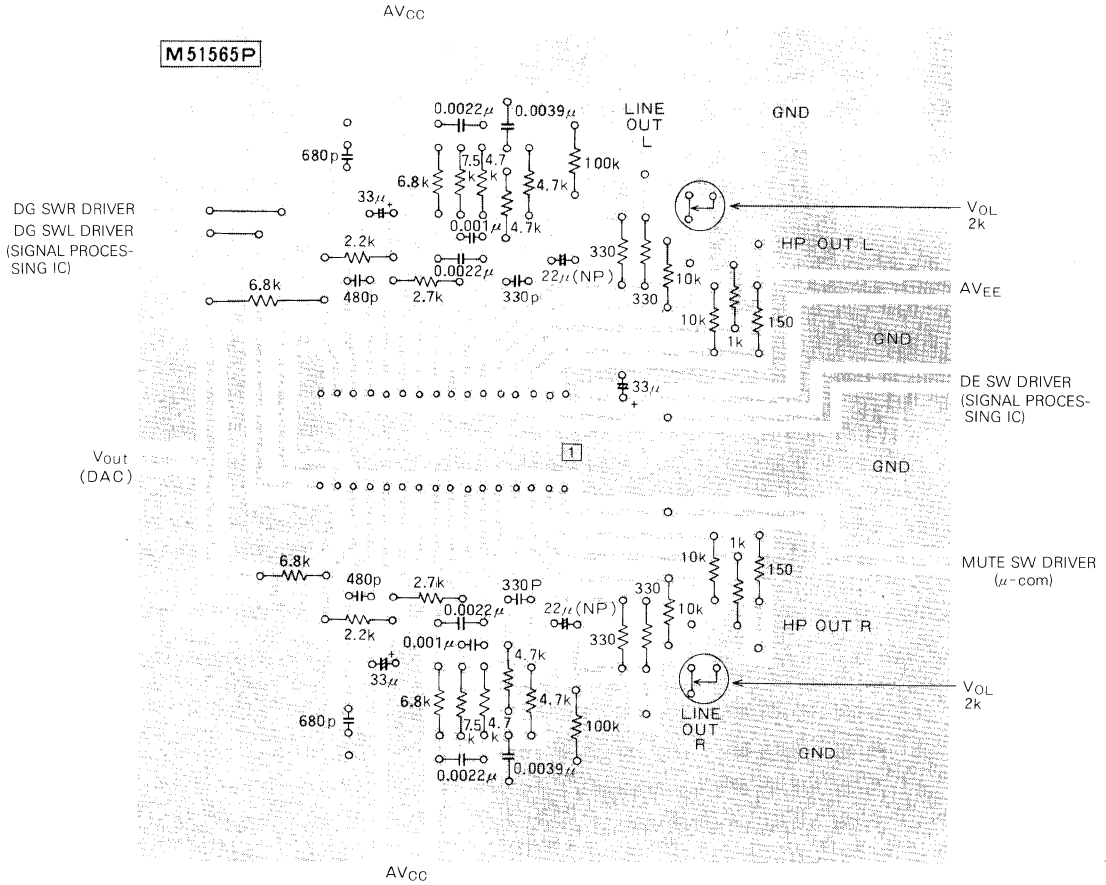 AVCC
M51565P
0.0022μ
0.0039μ
LINE
OUT
L
GND
680p
6.8k
7.5
k
4.7
k
4.7k
100k
33μ
+
DG SWR DRIVER
DG SWL DRIVER
(SIGNAL PROCES-
SING IC)
VOL
2k
0.001μ
4.7k
330
HP OUT L
2.2k
0.0022μ
22μ(NP)
10k
6.8k
480p
2.7k
330p
330
AVEE
10k
1k
150
GND
33μ
+
DE SW DRIVER
(SIGNAL PROCES-
SING IC)
Vout
(DAC)
1
GND
6.8k
480p
2.7k
330P
330
10k
1k
150
MUTE SW DRIVER
(μ-com)
0.0022μ
22μ(NP)
10k
2.2k
0.001μ
330
HP OUT R
+
33μ
4.7k
6.8k
7.5
k
4.7
k
4.7k
100k
VOL
2k
680p
LINE
OUT
R
GND
0.0022μ
0.0039μ
AVCC